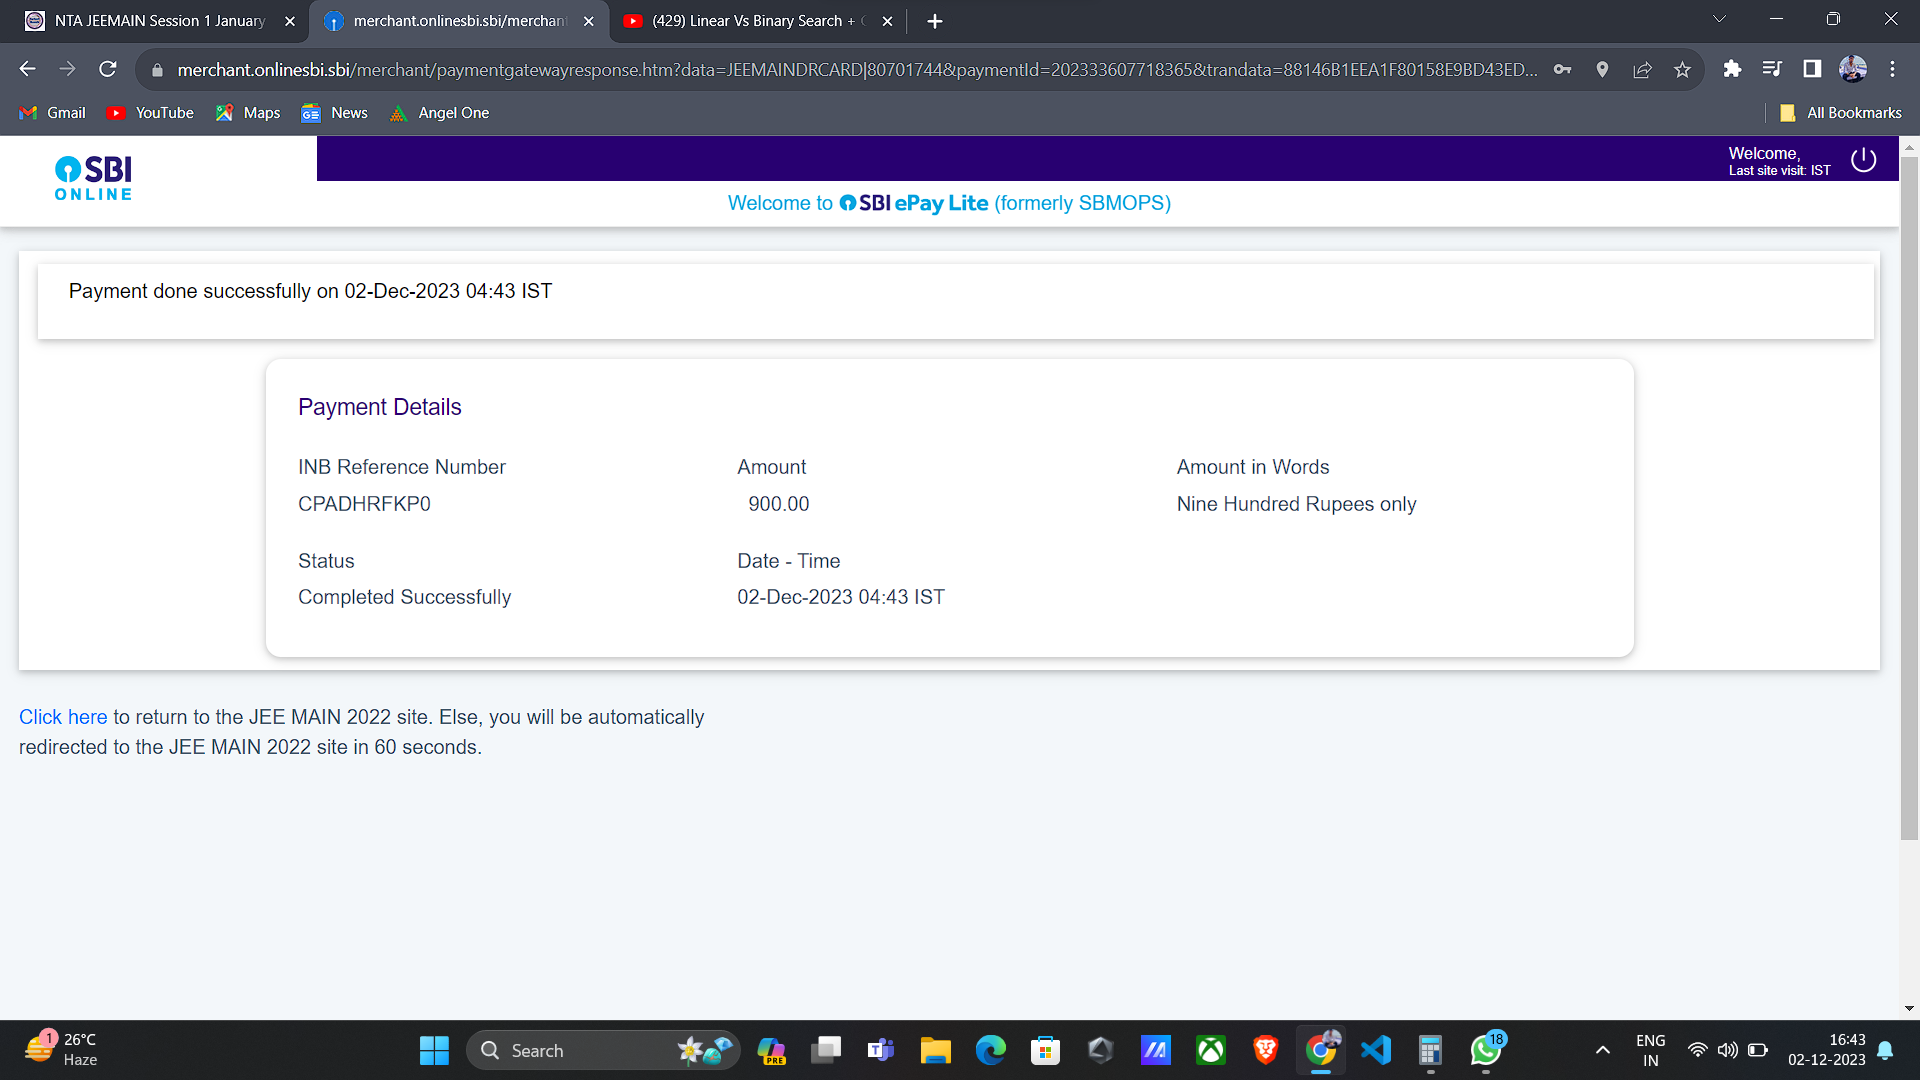 NTA JEEMAIN Session 1 January
merchant.onlinesbi.sbi/merchant
(429) Linear Vs Binary Search +
merchant.onlinesbi.sbi/merchant/paymentgatewayresponse.htm?data=JEEMAINDRCARD|80701744&paymentId=202333607718365&trandata=88146B1EEA1F80158E9BD43ED...
Gmail
YouTube
Maps
News
Angel One
All Bookmarks
SBI
ONLINE
Welcome,
Last site visit: IST
Welcome to SBI ePay Lite (formerly SBMOPS)
Payment done successfully on 02-Dec-2023 04:43 IST
Payment Details
INB Reference Number
Amount
Amount in Words
CPADHRFKP0
900.00
Nine Hundred Rupees only
Status
Date - Time
Completed Successfully
02-Dec-2023 04:43 IST
Click here to return to the JEE MAIN 2022 site. Else, you will be automatically
redirected to the JEE MAIN 2022 site in 60 seconds.
1
26°C
Haze
Search
PRE
18
ENG
IN
16:43
02-12-2023